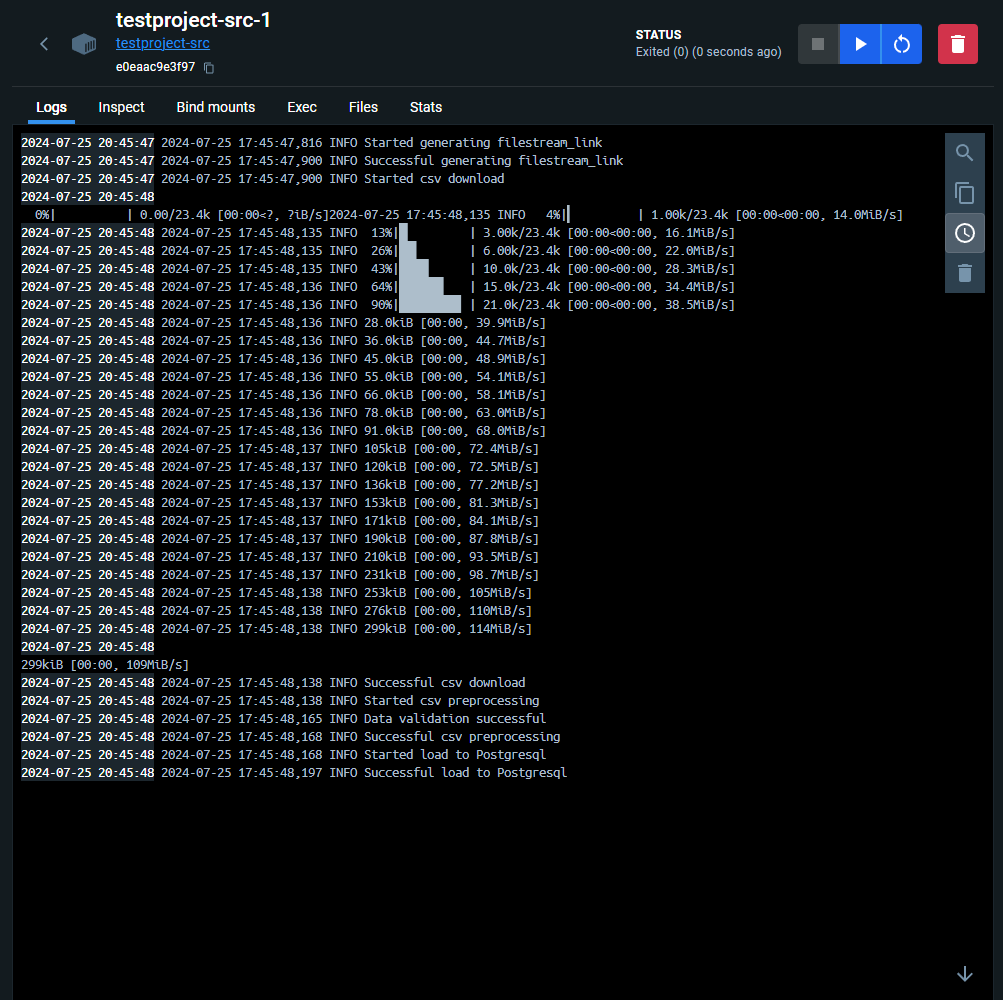 testproject-src-1
testproject-src
e0eaac9e3f97
STATUS
Exited (0) (0 seconds ago)
Logs Inspect Bind mounts Exec Files Stats
2024-07-25 20:45:47 2024-07-25 17:45:47,816 INFO Started generating filestream_link
2024-07-25 20:45:47 2024-07-25 17:45:47,900 INFO Successful generating filestream_link
2024-07-25 20:45:47 2024-07-25 17:45:47,900 INFO Started csv download
2024-07-25 20:45:48
0%| | 0.00/23.4k [00:00<?, ?iB/s]2024-07-25 17:45:48,135 INFO 4%| | 1.00k/23.4k [00:00<00:00, 14.0MiB/s]
2024-07-25 20:45:48 2024-07-25 17:45:48,135 INFO 13%| | 3.00k/23.4k [00:00<00:00, 16.1MiB/s]
2024-07-25 20:45:48 2024-07-25 17:45:48,135 INFO 26%| | 6.00k/23.4k [00:00<00:00, 22.0MiB/s]
2024-07-25 20:45:48 2024-07-25 17:45:48,135 INFO 43%| | 10.0k/23.4k [00:00<00:00, 28.3MiB/s]
2024-07-25 20:45:48 2024-07-25 17:45:48,135 INFO 64%| | 15.0k/23.4k [00:00<00:00, 34.4MiB/s]
2024-07-25 20:45:48 2024-07-25 17:45:48,135 INFO 90%| | 21.0k/23.4k [00:00<00:00, 38.5MiB/s]
2024-07-25 20:45:48 2024-07-25 17:45:48,136 INFO 28.0kiB [00:00, 39.9MiB/s]
2024-07-25 20:45:48 2024-07-25 17:45:48,136 INFO 36.0kiB [00:00, 44.7MiB/s]
2024-07-25 20:45:48 2024-07-25 17:45:48,136 INFO 45.0kiB [00:00, 48.9MiB/s]
2024-07-25 20:45:48 2024-07-25 17:45:48,136 INFO 55.0kiB [00:00, 54.1MiB/s]
2024-07-25 20:45:48 2024-07-25 17:45:48,136 INFO 66.0kiB [00:00, 58.1MiB/s]
2024-07-25 20:45:48 2024-07-25 17:45:48,136 INFO 78.0kiB [00:00, 63.0MiB/s]
2024-07-25 20:45:48 2024-07-25 17:45:48,136 INFO 91.0kiB [00:00, 68.0MiB/s]
2024-07-25 20:45:48 2024-07-25 17:45:48,137 INFO 105kiB [00:00, 72.4MiB/s]
2024-07-25 20:45:48 2024-07-25 17:45:48,137 INFO 120kiB [00:00, 72.5MiB/s]
2024-07-25 20:45:48 2024-07-25 17:45:48,137 INFO 136kiB [00:00, 77.2MiB/s]
2024-07-25 20:45:48 2024-07-25 17:45:48,137 INFO 153kiB [00:00, 81.3MiB/s]
2024-07-25 20:45:48 2024-07-25 17:45:48,137 INFO 171kiB [00:00, 84.1MiB/s]
2024-07-25 20:45:48 2024-07-25 17:45:48,137 INFO 190kiB [00:00, 87.8MiB/s]
2024-07-25 20:45:48 2024-07-25 17:45:48,137 INFO 210kiB [00:00, 93.5MiB/s]
2024-07-25 20:45:48 2024-07-25 17:45:48,137 INFO 231kiB [00:00, 98.7MiB/s]
2024-07-25 20:45:48 2024-07-25 17:45:48,138 INFO 253kiB [00:00, 105MiB/s]
2024-07-25 20:45:48 2024-07-25 17:45:48,138 INFO 276kiB [00:00, 110MiB/s]
2024-07-25 20:45:48 2024-07-25 17:45:48,138 INFO 299kiB [00:00, 114MiB/s]
2024-07-25 20:45:48
299kiB [00:00, 109MiB/s]
2024-07-25 20:45:48 2024-07-25 17:45:48,138 INFO Successful csv download
2024-07-25 20:45:48 2024-07-25 17:45:48,138 INFO Started csv preprocessing
2024-07-25 20:45:48 2024-07-25 17:45:48,165 INFO Data validation successful
2024-07-25 20:45:48 2024-07-25 17:45:48,168 INFO Successful csv preprocessing
2024-07-25 20:45:48 2024-07-25 17:45:48,168 INFO Started load to Postgresql
2024-07-25 20:45:48 2024-07-25 17:45:48,197 INFO Successful load to Postgresql